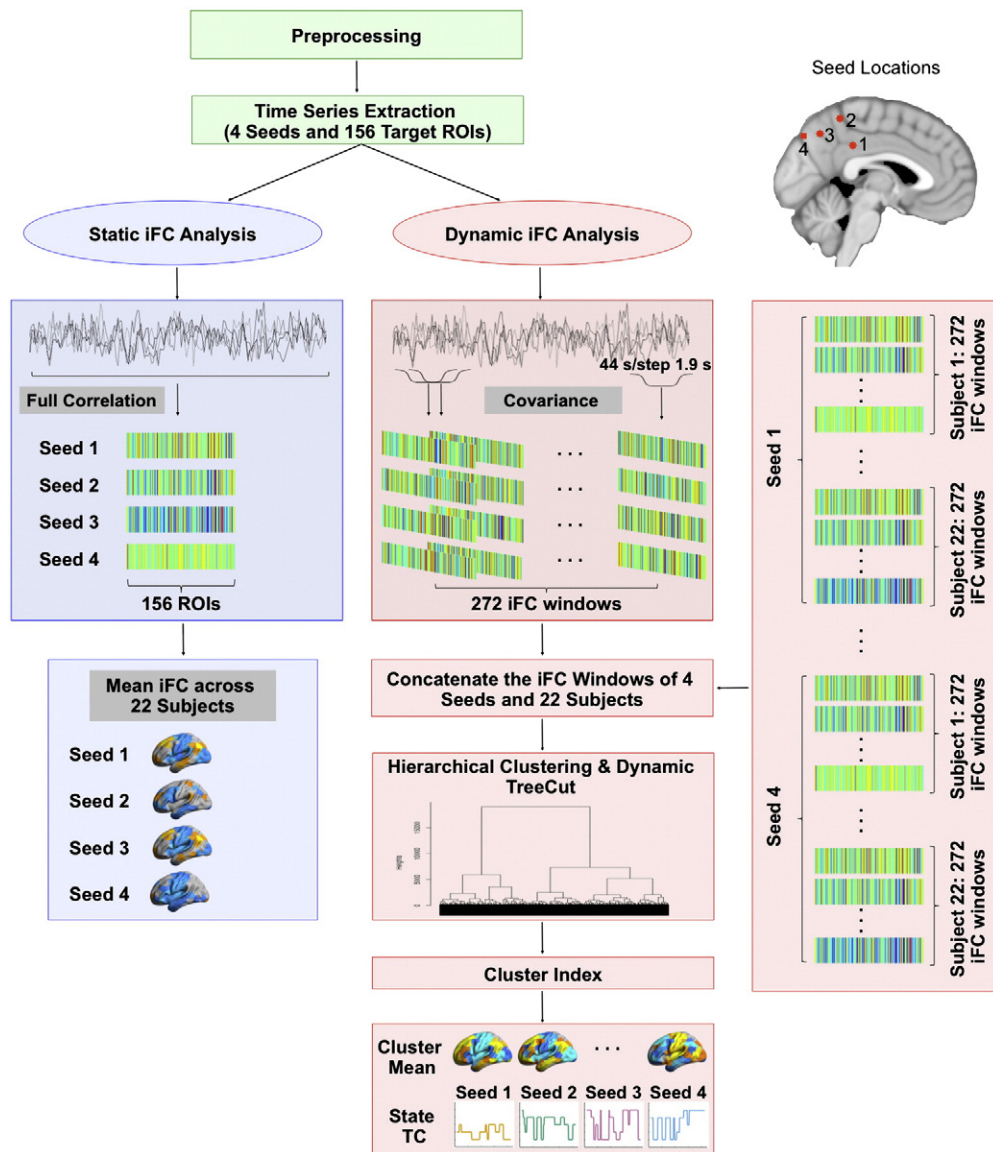 Preprocessing
Seed Locations
Time Series Extraction
(4 Seeds and 156 Target ROIs)
2
3
4
1
Static iFC Analysis
Dynamic iFC Analysis
44 s/step 1.9 s
Full Correlation
Covariance
Seed 1
Seed 2
Seed 3
Seed 4
156 ROIs
. . .
. . .
. . .
. . .
272 iFC windows
Seed 1
Subject 1: 272
iFC windows
Subject 22: 272
iFC windows
Seed 4
Subject 1: 272
iFC windows
Subject 22: 272
iFC windows
Mean iFC across
22 Subjects
Seed 1
Seed 2
Seed 3
Seed 4
Concatenate the iFC Windows of 4
Seeds and 22 Subjects
Hierarchical Clustering & Dynamic
TreeCut
Heights
15000
10000
5000
0
Cluster Index
Cluster
Mean
. . .
Seed 1 Seed 2 Seed 3 Seed 4
State
TC